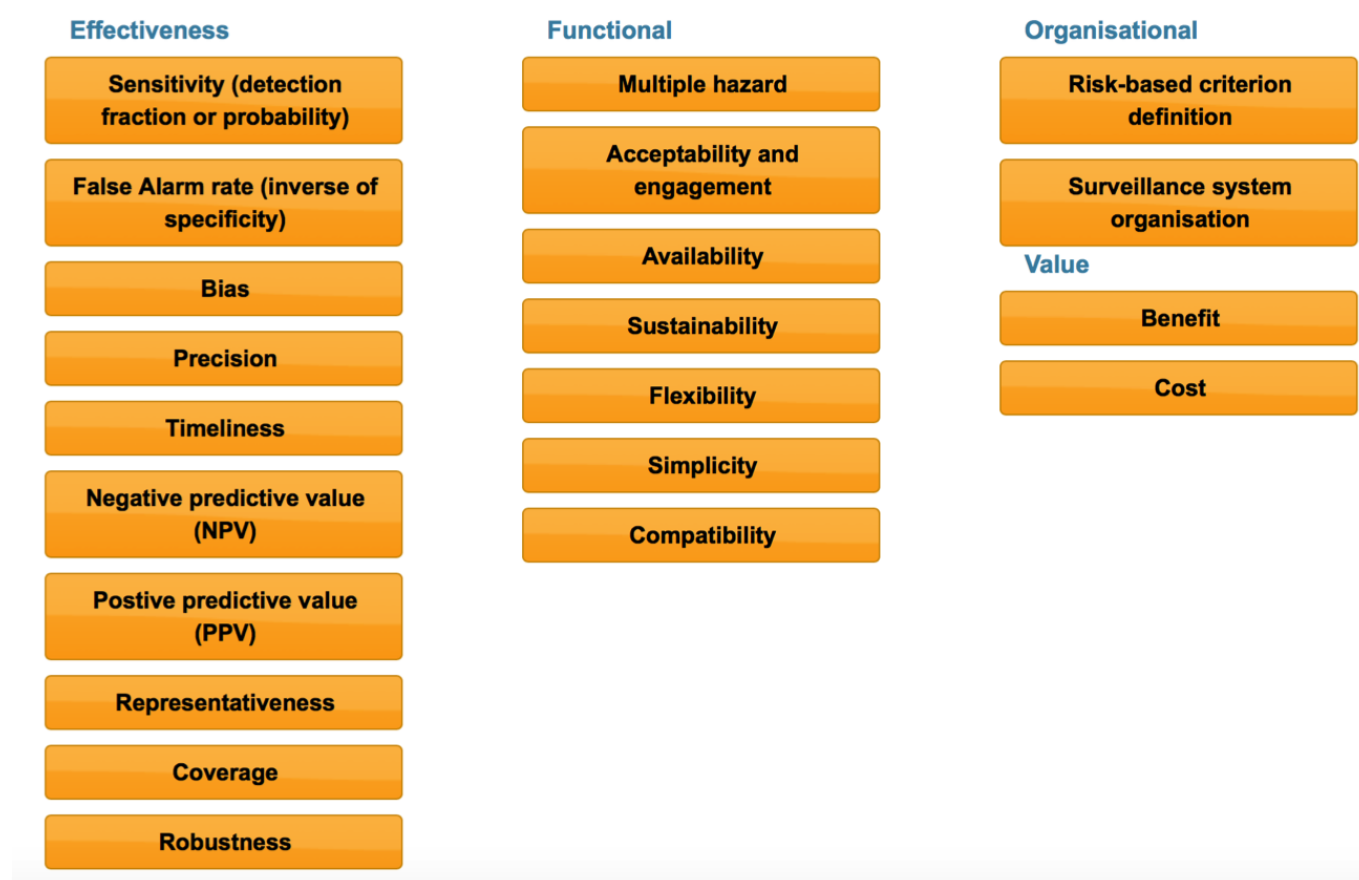 Effectiveness
Sensitivity (detection
fraction or probability)
False Alarm rate (inverse of
specificity)
Bias
Precision
Timeliness
Negative predictive value
(NPV)
Postive predictive value
(PPV)
Representativeness
Coverage
Robustness
Functional
Multiple hazard
Acceptability and
engagement
Availability
Sustainability
Flexibility
Simplicity
Compatibility
Organisational
Risk-based criterion
definition
Surveillance system
organisation
Value
Benefit
Cost